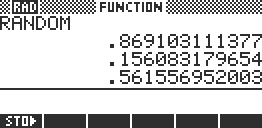 RAD FUNCTION
RANDOM
.869103111377
.156083179654
.561556952003
STO▶